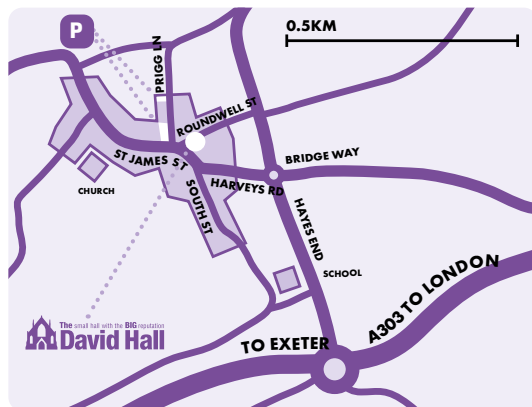 P
0.5KM
PRIGG LN
ROUNDWELL ST
ST JAMES ST
BRIDGE WAY
HARVEYS RD
CHURCH
SOUTH ST
HAYES END
SCHOOL
A303 TO LONDON
TO EXETER
The small hall with the BIG reputation
David Hall